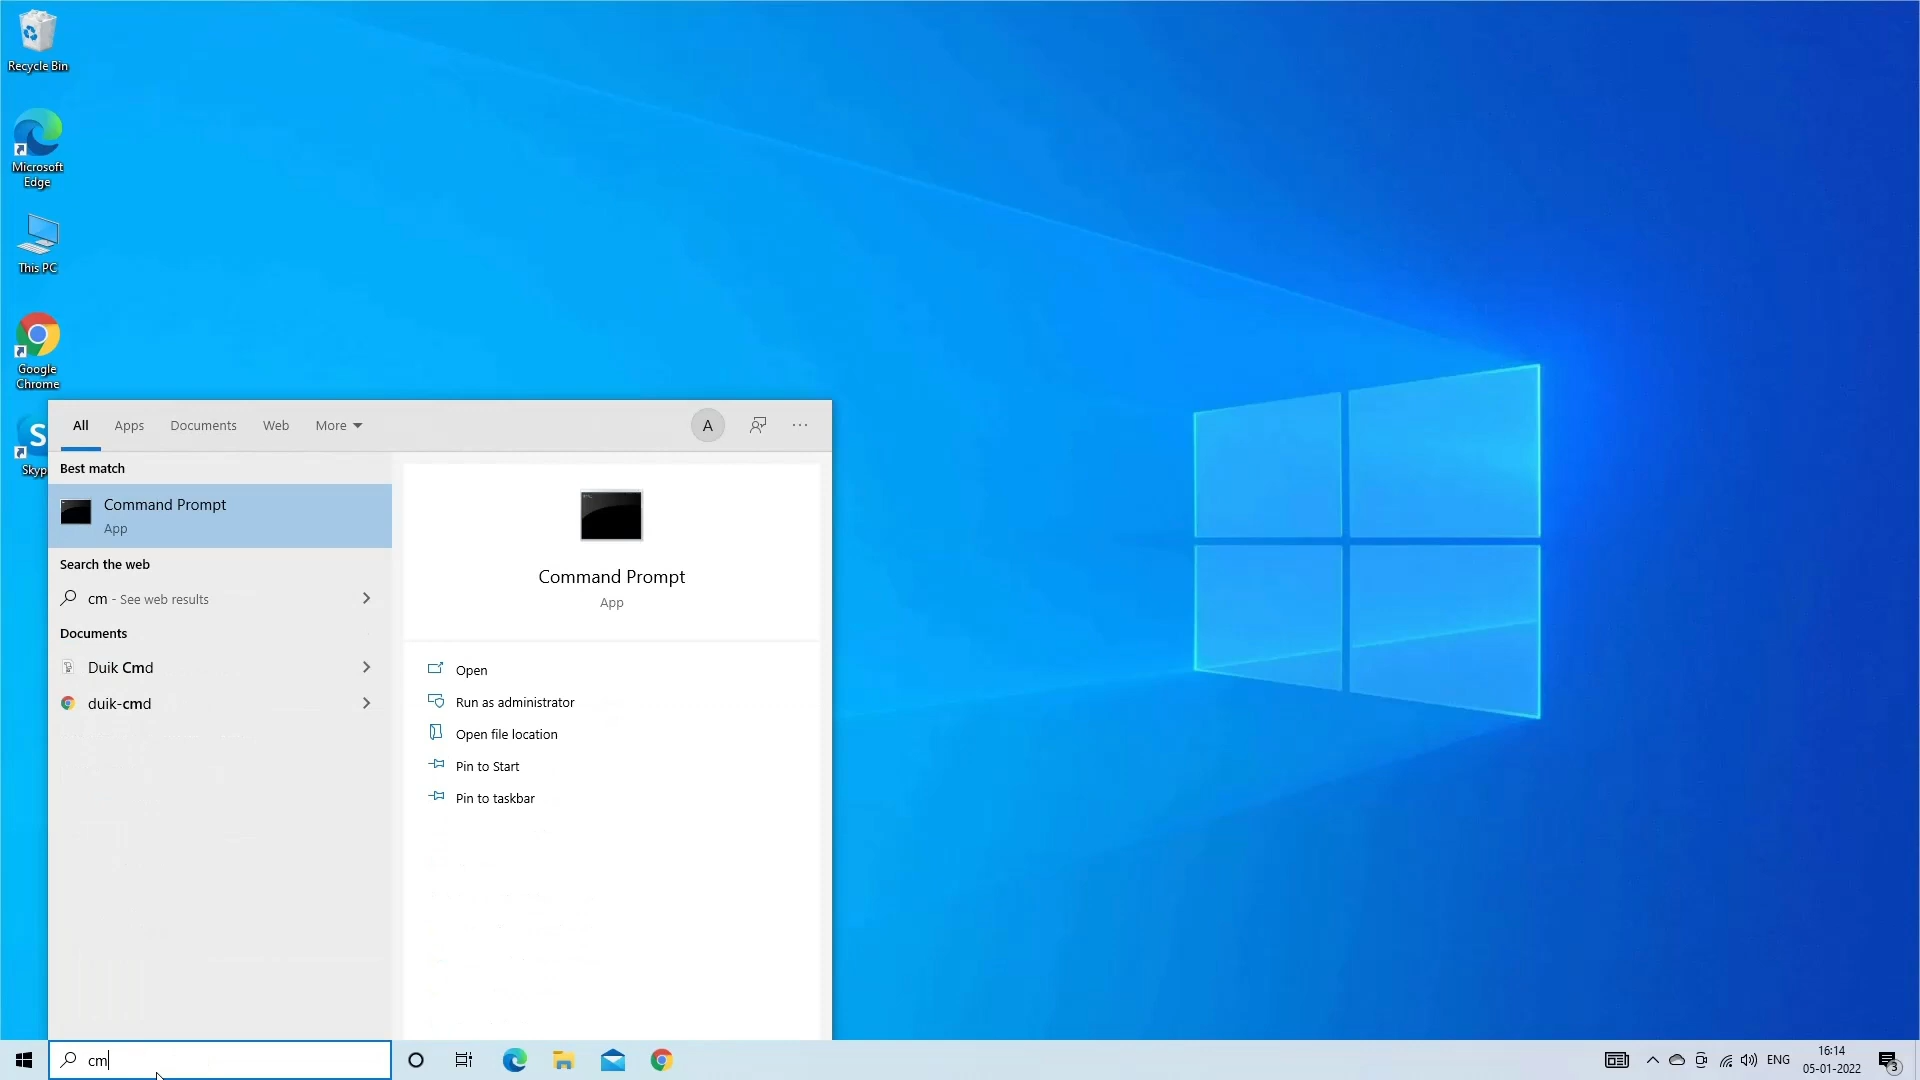 Recycle Bin
Microsoft
Edge
This PC
Google
Chrome
Skyp
All
Apps
Documents
Web
More
A
Best match
Command Prompt
App
Search the web
cm - See web results
Documents
Duik Cmd
duik-cmd
Command Prompt
App
Open
Run as administrator
Open file location
Pin to Start
Pin to taskbar
cm
ENG
16:14
05-01-2022
3